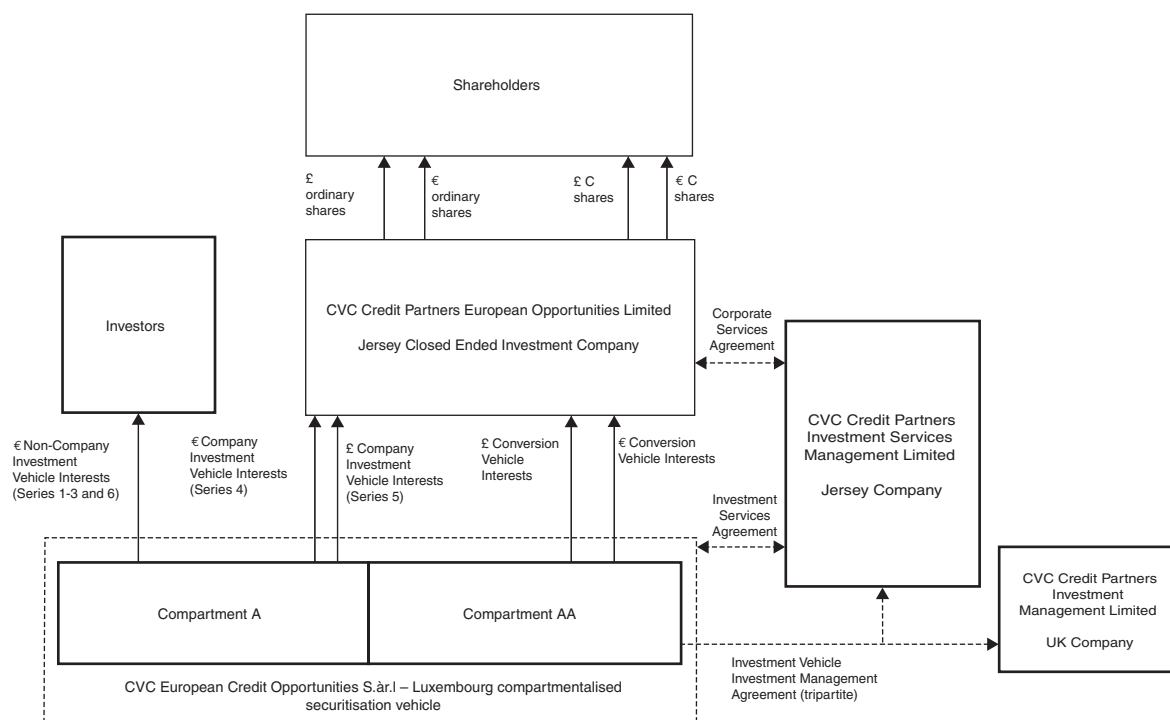 Shareholders
£
ordinary
shares
€
ordinary
shares
£ C
shares
€ C
shares
Investors
CVC Credit Partners European Opportunities Limited
Jersey Closed Ended Investment Company
Corporate
Services
Agreement
CVC Credit Partners
Investment Services
Management Limited
Jersey Company
€ Non-Company
Investment
Vehicle Interests
(Series 1-3 and 6)
€ Company
Investment
Vehicle Interests
(Series 4)
£ Company
Investment
Vehicle Interests
(Series 5)
£ Conversion
Vehicle
Interests
€ Conversion
Vehicle Interests
Investment
Services
Agreement
Compartment A
Compartment AA
CVC Credit Partners
Investment
Management Limited
UK Company
Investment Vehicle
Investment Management
Agreement (tripartite)
CVC European Credit Opportunities S.àr.l – Luxembourg compartmentalised
securitisation vehicle